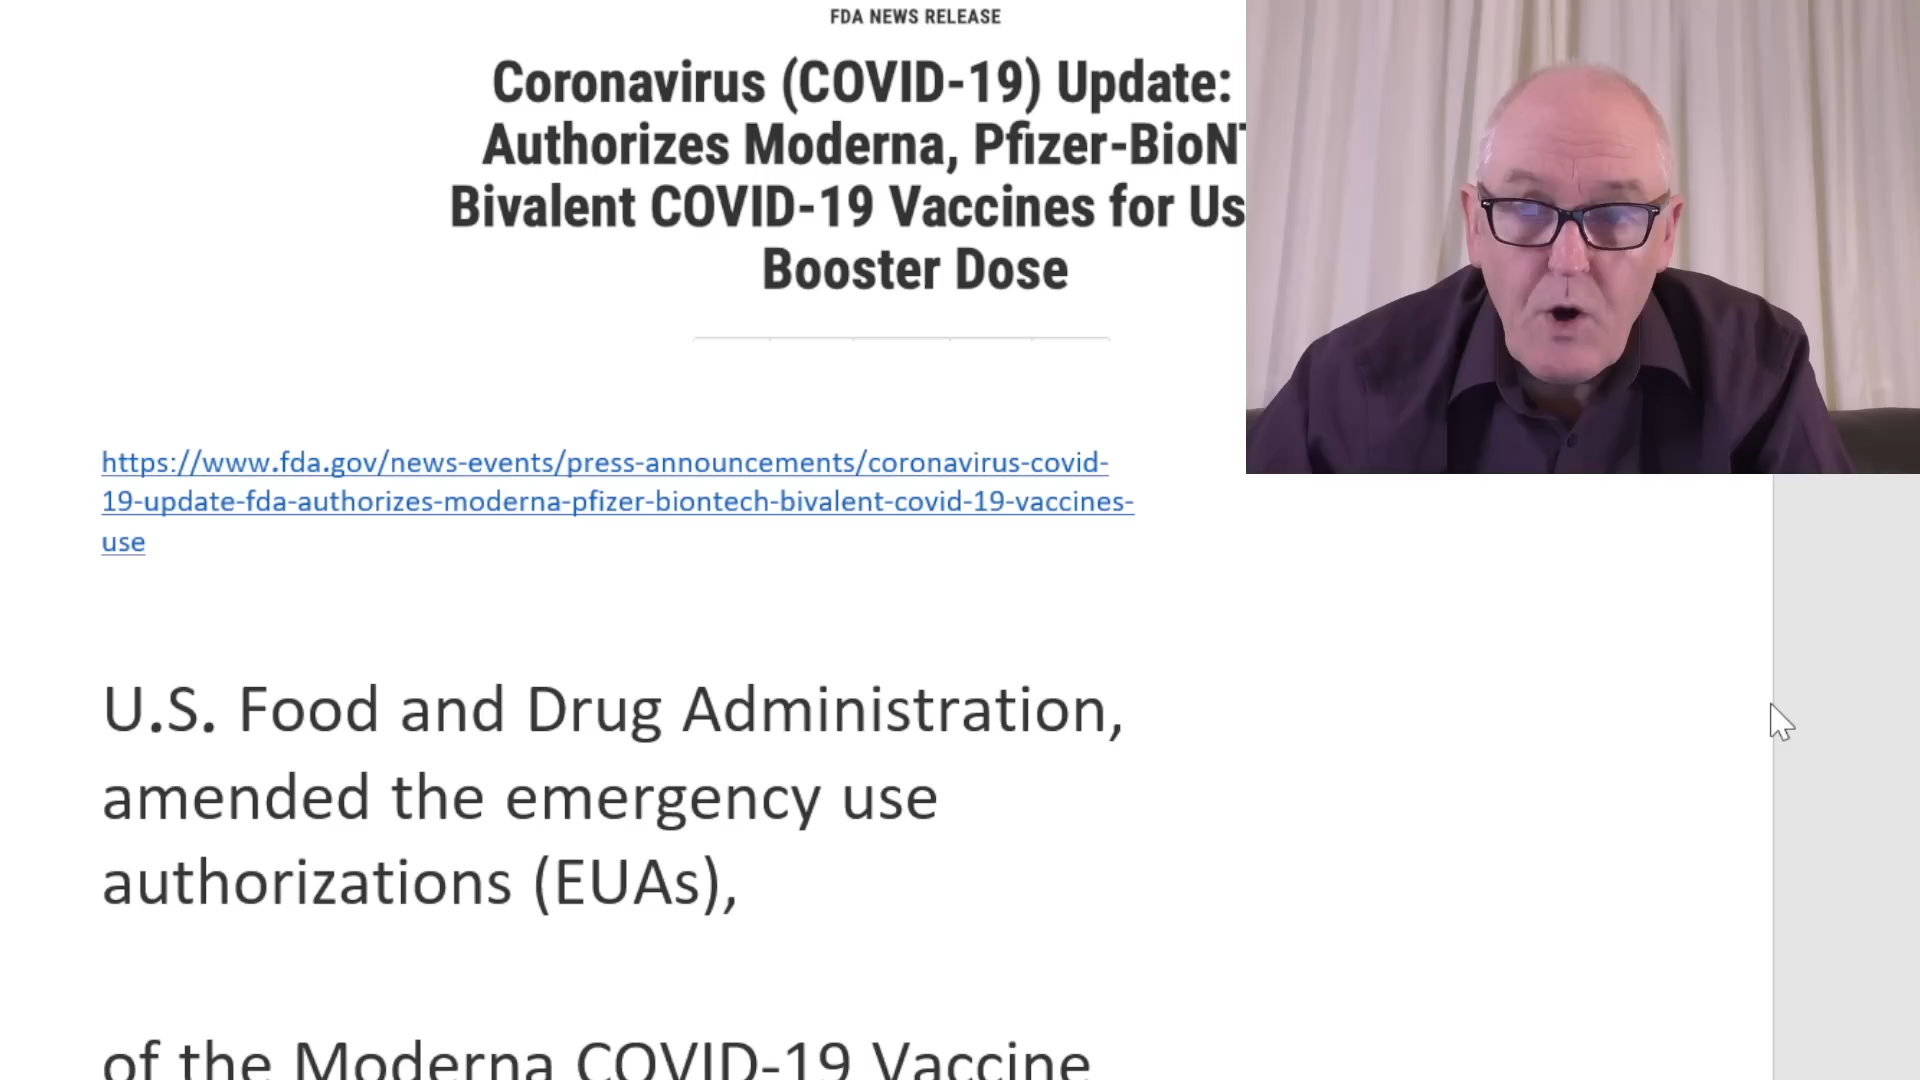 FDA NEWS RELEASE
Coronavirus (COVID-19) Update:
Authorizes Moderna, Pfizer-BioNT
Bivalent COVID-19 Vaccines for Us
Booster Dose
https://www.fda.gov/news-events/press-announcements/coronavirus-covid-
19-update-fda-authorizes-moderna-pfizer-biontech-bivalent-covid-19-vaccines-
use
U.S. Food and Drug Administration,
amended the emergency use
authorizations (EUAs),
of the Moderna COVID-19 Vaccine